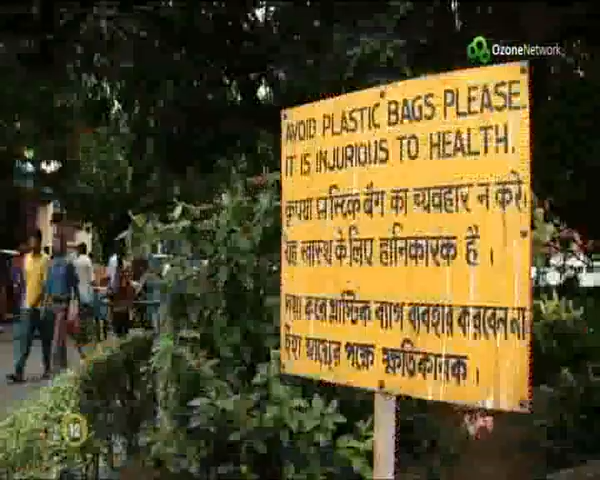 OzoneNetwork
AVOID PLASTIC BAGS PLEASE.
IT IS INJURIOUS TO HEALTH.
कृपया प्लास्टिक बैग का व्यवहार न करें।
यह स्वास्थ के लिए हानिकारक है ।
দয়া করে প্লাস্টিক ব্যাগ ব্যবহার করবেন না
ইহা স্বাস্থ্যের পক্ষে ক্ষতিকারক ।
12